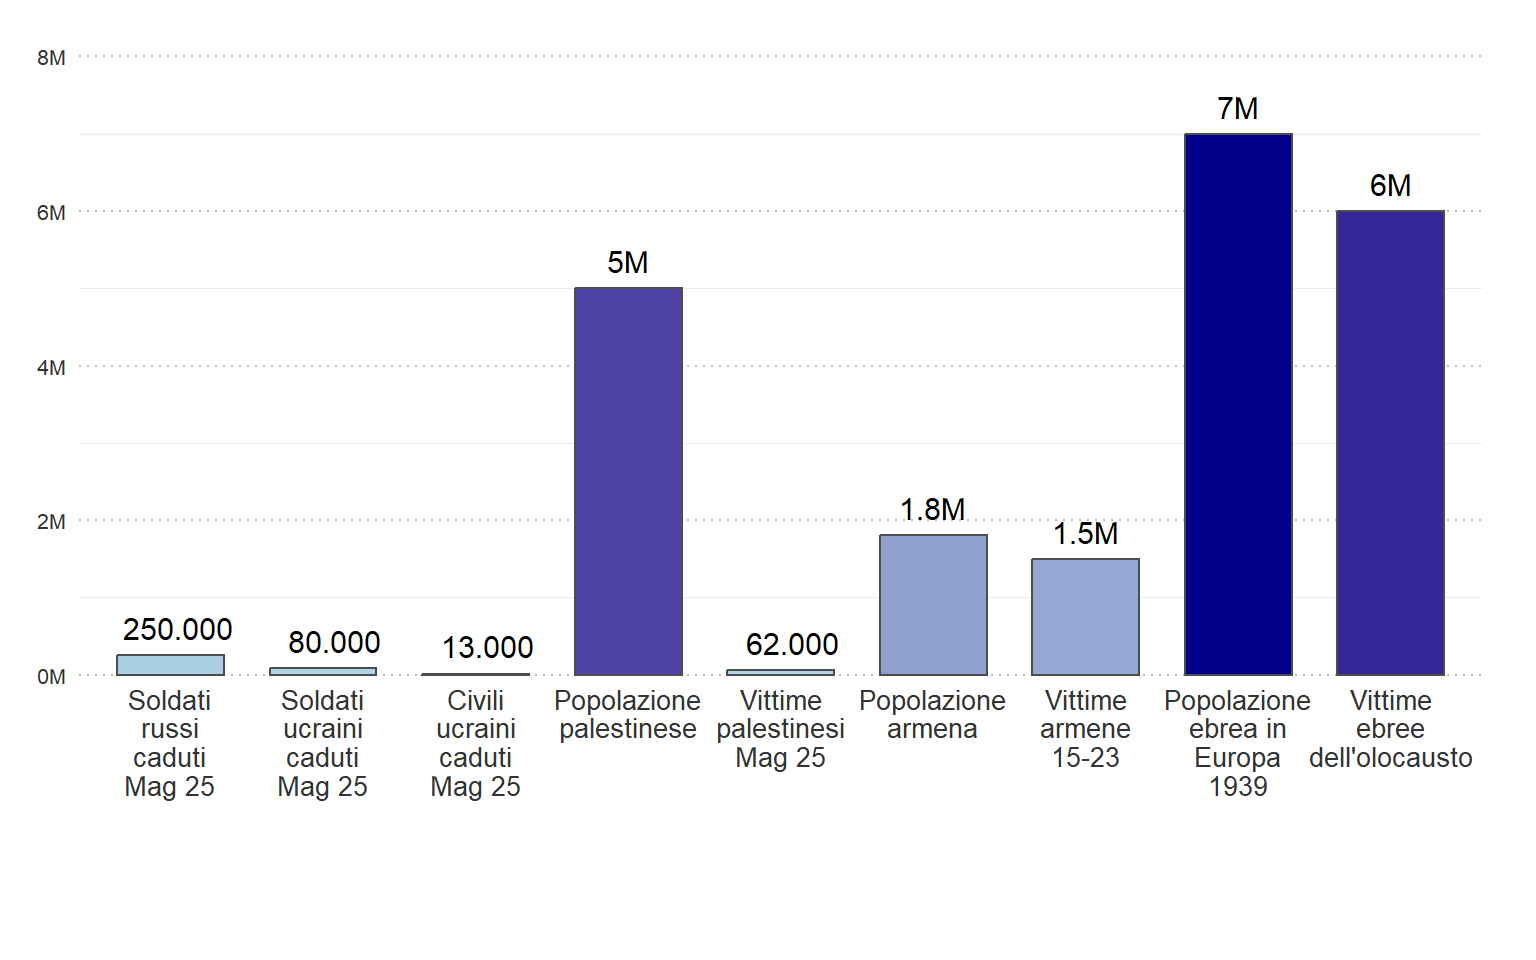 8M
6M
4M
2M
0M
250.000
80.000
13.000
5M
62.000
1.8M
1.5M
7M
6M
Soldati
russi
caduti
Mag 25
Soldati
ucraini
caduti
Mag 25
Civili
ucraini
caduti
Mag 25
Popolazione
palestinese
Vittime
palestinesi
Mag 25
Popolazione
armena
Vittime
armene
15-23
Popolazione
ebrea in
Europa
1939
Vittime
ebree
dell'olocausto